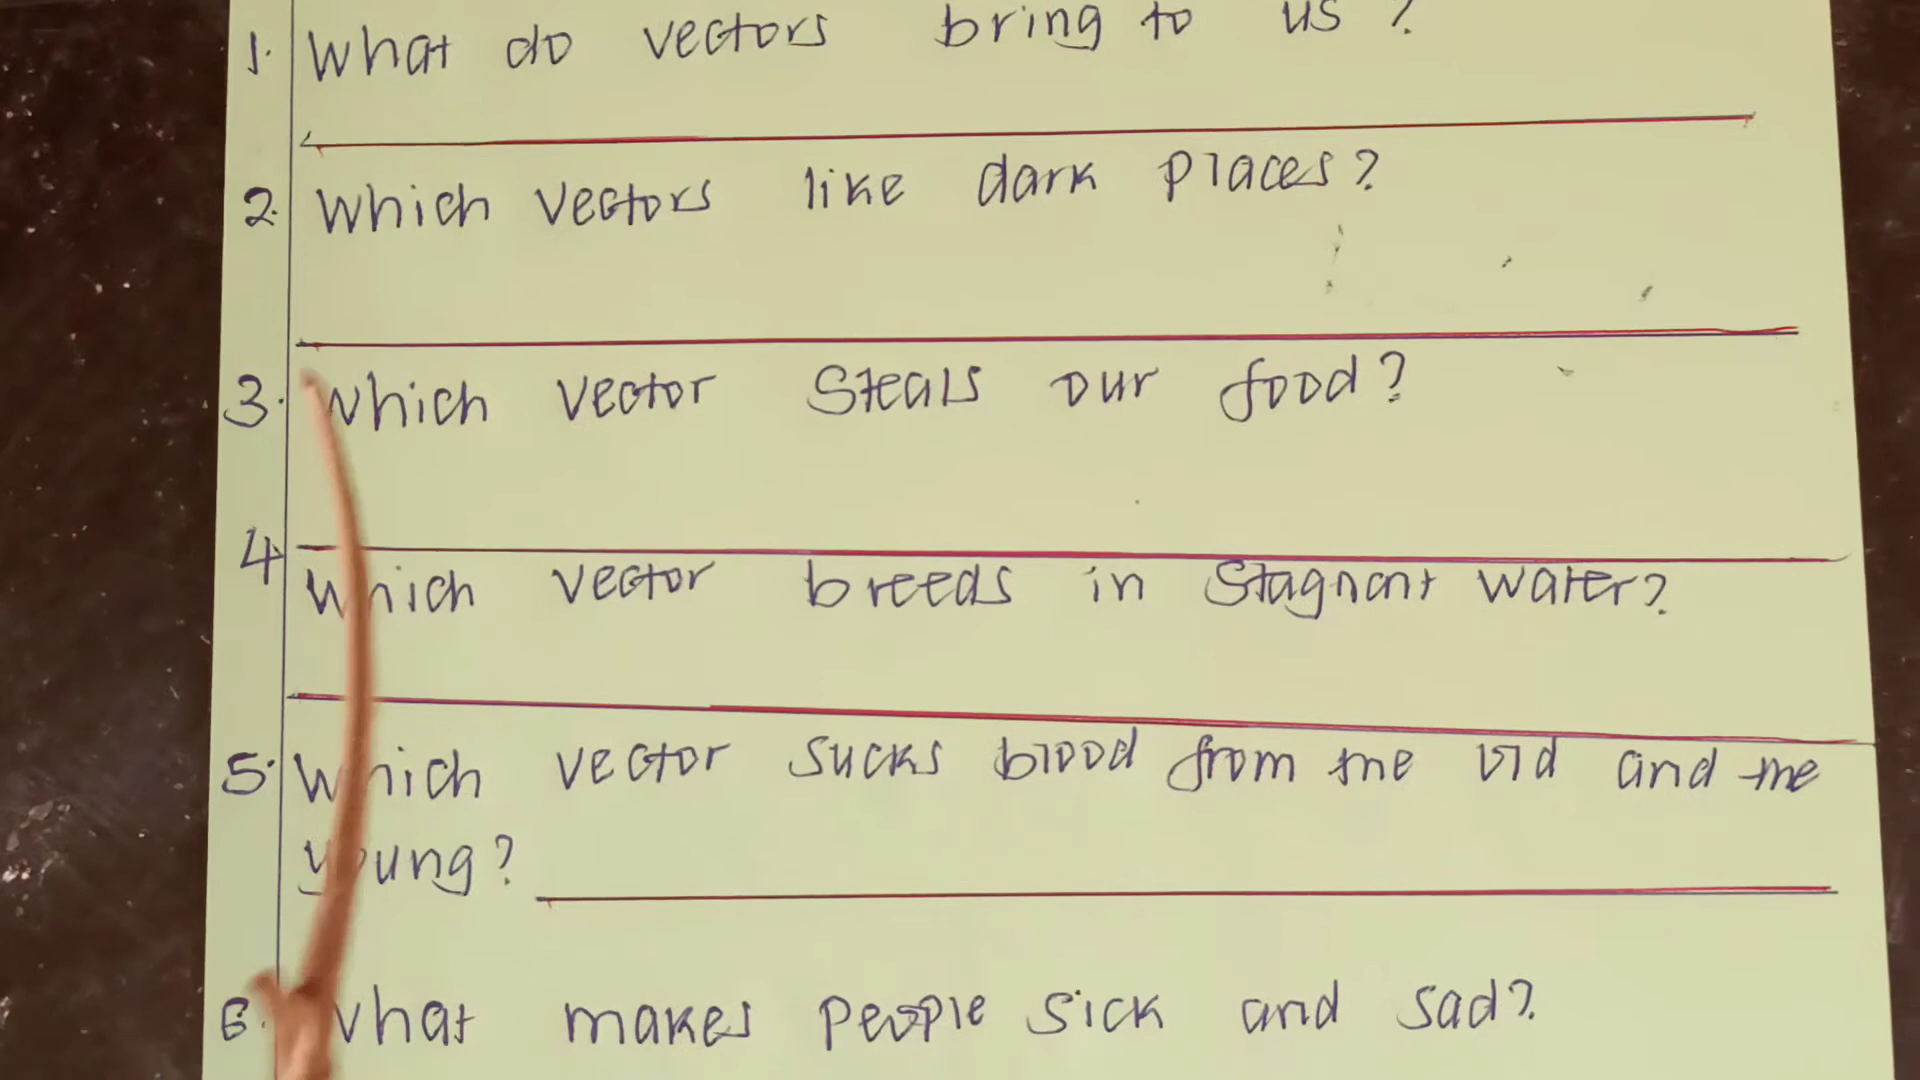 1. What do vectors bring to us?
2. Which vectors like dark places?
3. Which vector steals our food?
4. Which vector breeds in stagnant water?
5. Which vector sucks blood from the old and the
young?
6. What makes people sick and sad?